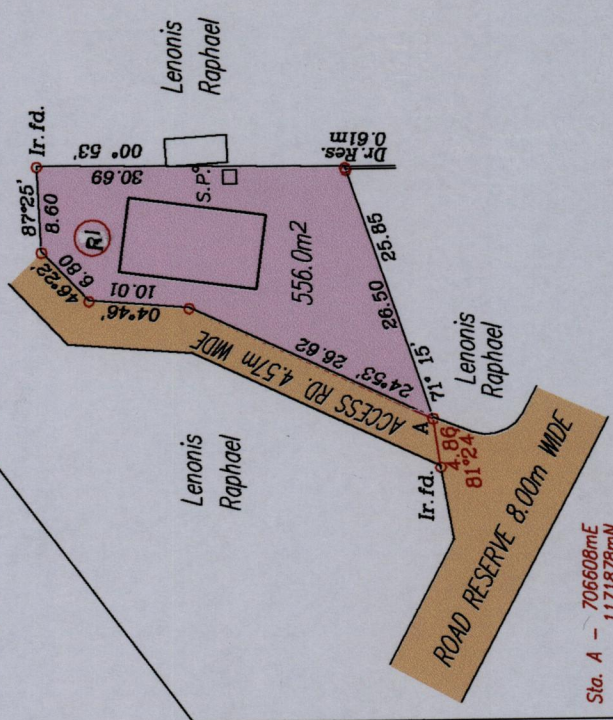 Lenonis
Raphael
Ir. fd.
87°25'
8.60
46°22'
6.80
R1
00° 53'
30.69
S.P.
10.01
04°46'
Dr. Res.
0.61m
556.0m2
ACCESS RD. 4.57m WIDE
26.62
24°53'
26.50 25.85
71° 15'
Lenonis
Raphael
Lenonis
Raphael
A
Ir. fd.
4.86
81°24'
ROAD RESERVE 8.00m WIDE
Sta. A – 706608mE
1171878mN